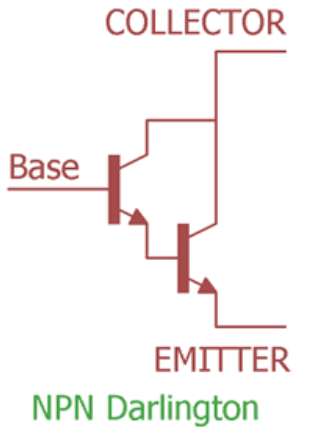 COLLECTOR
Base
EMITTER
NPN Darlington